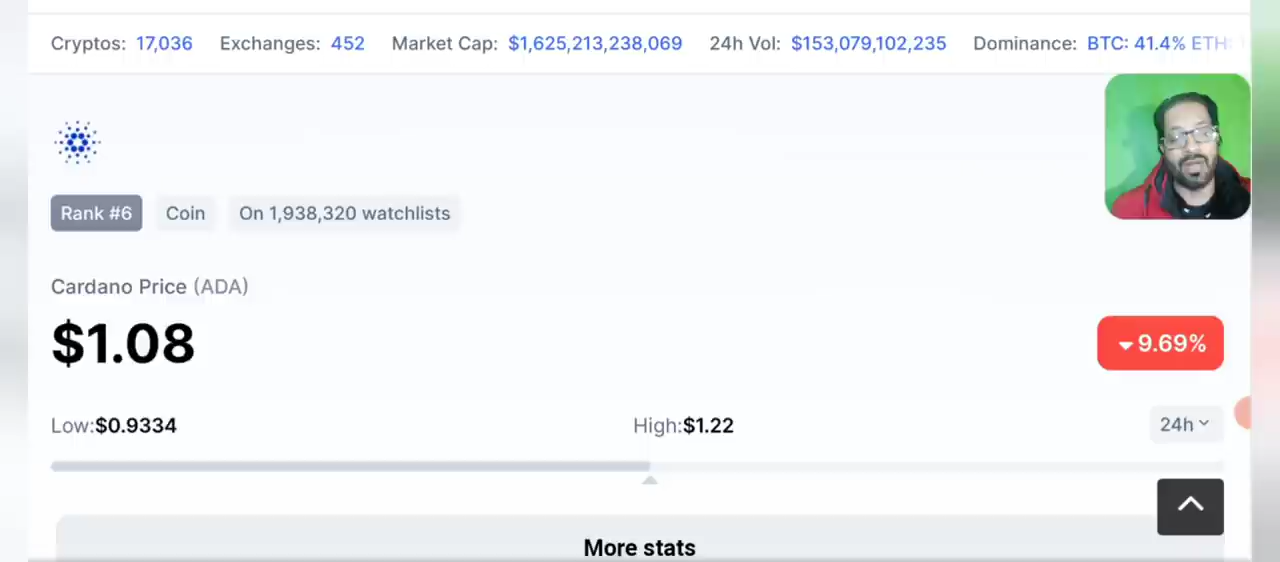 Cryptos: 17,036 Exchanges: 452 Market Cap: $1,625,213,238,069 24h Vol: $153,079,102,235 Dominance: BTC: 41.4% ETH:
Rank #6 Coin On 1,938,320 watchlists
Cardano Price (ADA)
$1.08 9.69%
Low:$0.9334 High:$1.22 24h
More stats